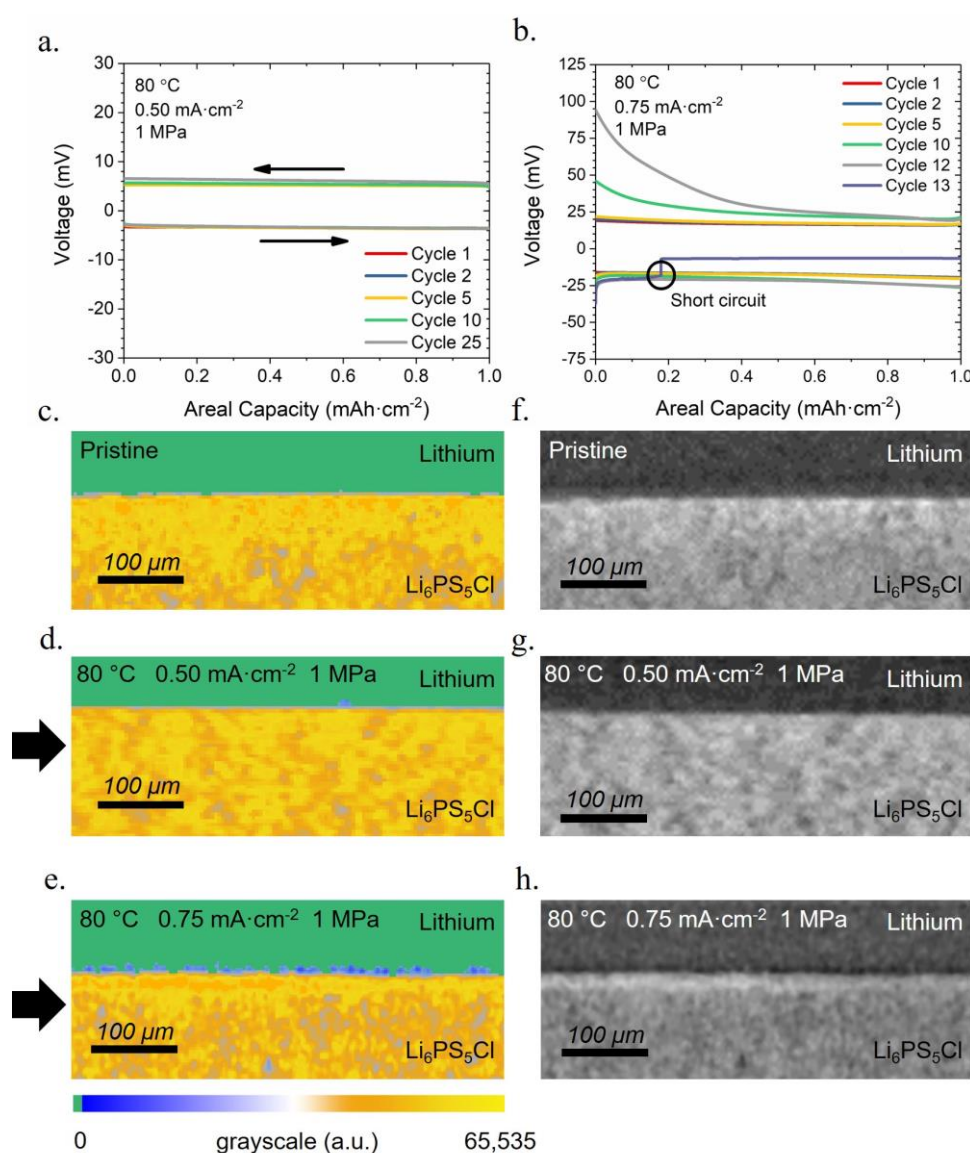 a.
30
20
10
0
-10
-20
-30
Voltage (mV)
80 °C
0.50 mA·cm⁻²
1 MPa
Cycle 1
Cycle 2
Cycle 5
Cycle 10
Cycle 25
0.0 0.2 0.4 0.6 0.8 1.0
Areal Capacity (mAh·cm⁻²)
b.
125
100
75
50
25
0
-25
-50
-75
Voltage (mV)
80 °C
0.75 mA·cm⁻²
1 MPa
Cycle 1
Cycle 2
Cycle 5
Cycle 10
Cycle 12
Cycle 13
Short circuit
0.0 0.2 0.4 0.6 0.8 1.0
Areal Capacity (mAh·cm⁻²)
c.
Pristine Lithium
100 µm
Li₆PS₅Cl
f.
Pristine Lithium
100 µm
Li₆PS₅Cl
d.
80 °C 0.50 mA·cm⁻² 1 MPa Lithium
100 µm
Li₆PS₅Cl
g.
80 °C 0.50 mA·cm⁻² 1 MPa Lithium
100 µm
Li₆PS₅Cl
e.
80 °C 0.75 mA·cm⁻² 1 MPa Lithium
100 µm
Li₆PS₅Cl
h.
80 °C 0.75 mA·cm⁻² 1 MPa Lithium
100 µm
Li₆PS₅Cl
0 grayscale (a.u.) 65,535